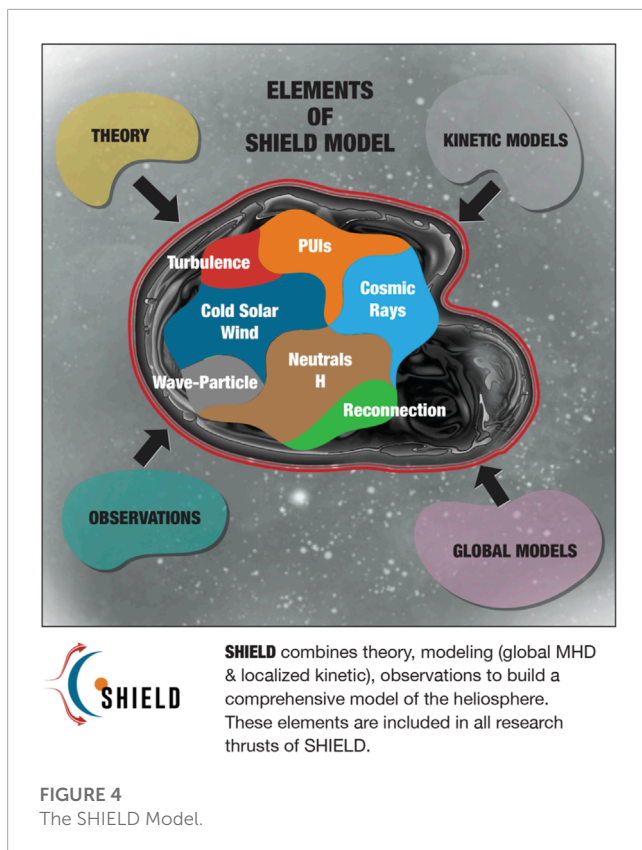 ELEMENTS
OF
SHIELD MODEL
THEORY
KINETIC MODELS
PUIs
Turbulence
Cosmic
Rays
Cold Solar
Wind
Neutrals
H
Wave-Particle
Reconnection
OBSERVATIONS
GLOBAL MODELS
SHIELD
SHIELD combines theory, modeling (global MHD
& localized kinetic), observations to build a
comprehensive model of the heliosphere.
These elements are included in all research
thrusts of SHIELD.
FIGURE 4
The SHIELD Model.